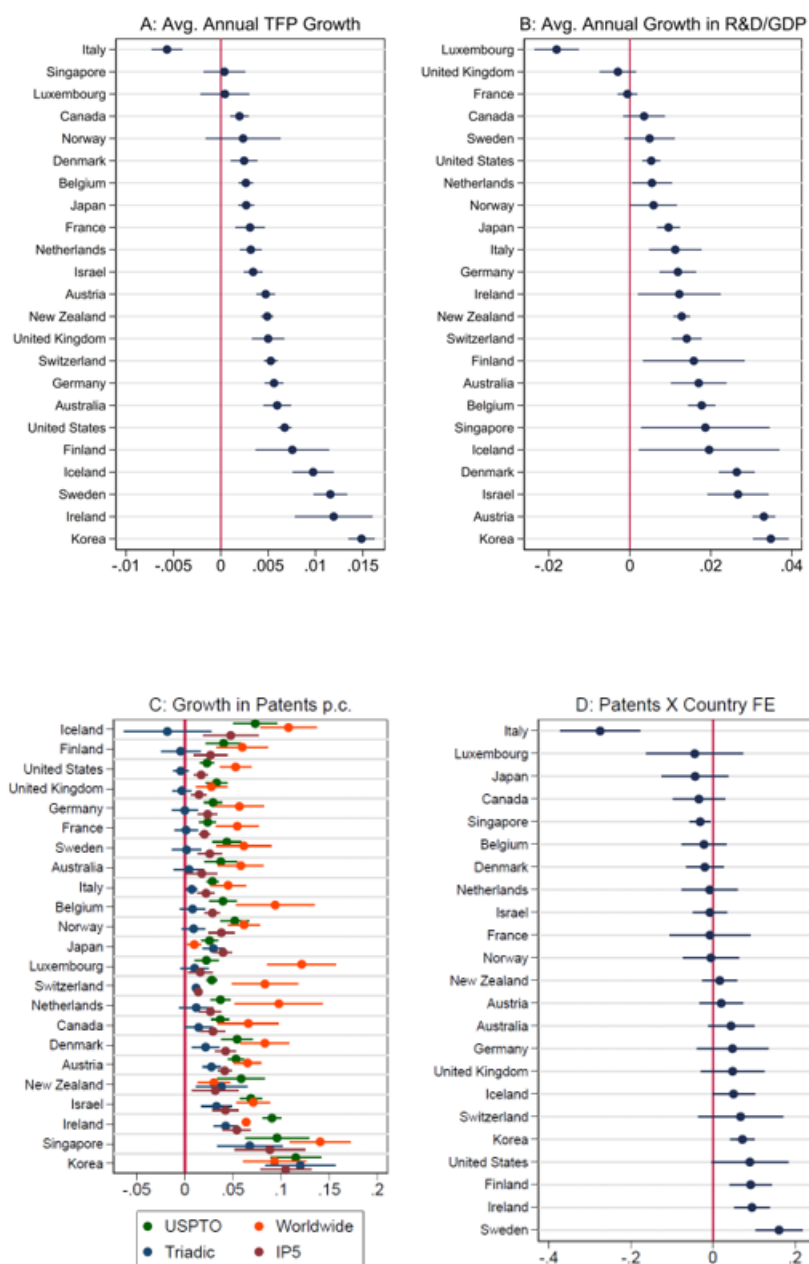 A: Avg. Annual TFP Growth
Italy
Singapore
Luxembourg
Canada
Norway
Denmark
Belgium
Japan
France
Netherlands
Israel
Austria
New Zealand
United Kingdom
Switzerland
Germany
Australia
United States
Finland
Iceland
Sweden
Ireland
Korea
-.01 -.005 0 .005 .01 .015
B: Avg. Annual Growth in R&D/GDP
Luxembourg
United Kingdom
France
Canada
Sweden
United States
Netherlands
Norway
Japan
Italy
Germany
Ireland
New Zealand
Switzerland
Finland
Australia
Belgium
Singapore
Iceland
Denmark
Israel
Austria
Korea
-.02 0 .02 .04
C: Growth in Patents p.c.
Iceland
Finland
United States
United Kingdom
Germany
France
Sweden
Australia
Italy
Belgium
Norway
Japan
Luxembourg
Switzerland
Netherlands
Canada
Denmark
Austria
New Zealand
Israel
Ireland
Singapore
Korea
-.05 0 .05 .1 .15 .2
USPTO Worldwide
Triadic IP5
D: Patents X Country FE
Italy
Luxembourg
Japan
Canada
Singapore
Belgium
Denmark
Netherlands
Israel
France
Norway
New Zealand
Austria
Australia
Germany
United Kingdom
Iceland
Switzerland
Korea
United States
Finland
Ireland
Sweden
-.4 -.2 0 .2